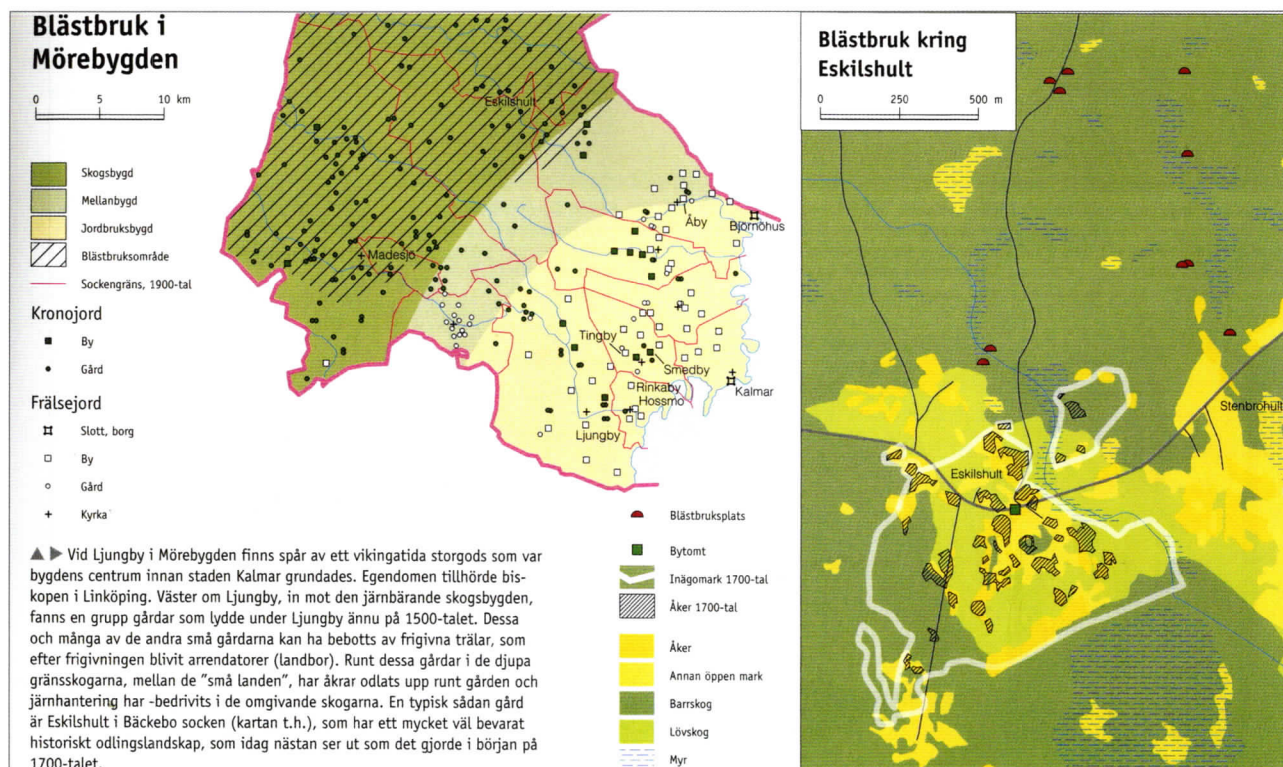 Blästbruk i
Mörebygden
0 5 10 km
Skogsbygd
Mellanbygd
Jordbruksbygd
Blästbruksområde
Sockengräns, 1900-tal
Kronojord
By
Gård
Frälsejord
Slott, borg
By
Gård
Kyrka
Eskilshult
Madesjö
Åby
Björnöhus
Tingby
Smedby
Rinkaby
Hossmo
Kalmar
Ljungby
Vid Ljungby i Mörebygden finns spår av ett vikingatida storgods som var
bygdens centrum innan staden Kalmar grundades. Egendomen tillhörde bis-
kopen i Linköping. Väster om Ljungby, in mot den järnbärande skogsbygden,
fanns en grupp gårdar som lydde under Ljungby ännu på 1500-talet. Dessa
och många av de andra små gårdarna kan ha bebotts av frigivna trälar, som
efter frigivningen blivit arrendatorer (landbor). Runt dessa gårdar i de djupa
gränsskogarna, mellan de "små landen", har åkrar odlats nära intill gården och
järnhantering har -bedrivits i de omgivande skogarna. En typisk sådan gård
är Eskilshult i Bäckebo socken (kartan t.h.), som har ett rikt, väl bevarat
historiskt odlingslandskap, som idag nästan ser ut som det gjorde i början på
1700-talet.
Blästbruksplats
Bytomt
Inägomark 1700-tal
Åker 1700-tal
Åker
Annan öppen mark
Barrskog
Lövskog
Myr
Blästbruk kring
Eskilshult
0 250 500 m
Stenbrohult
Eskilshult